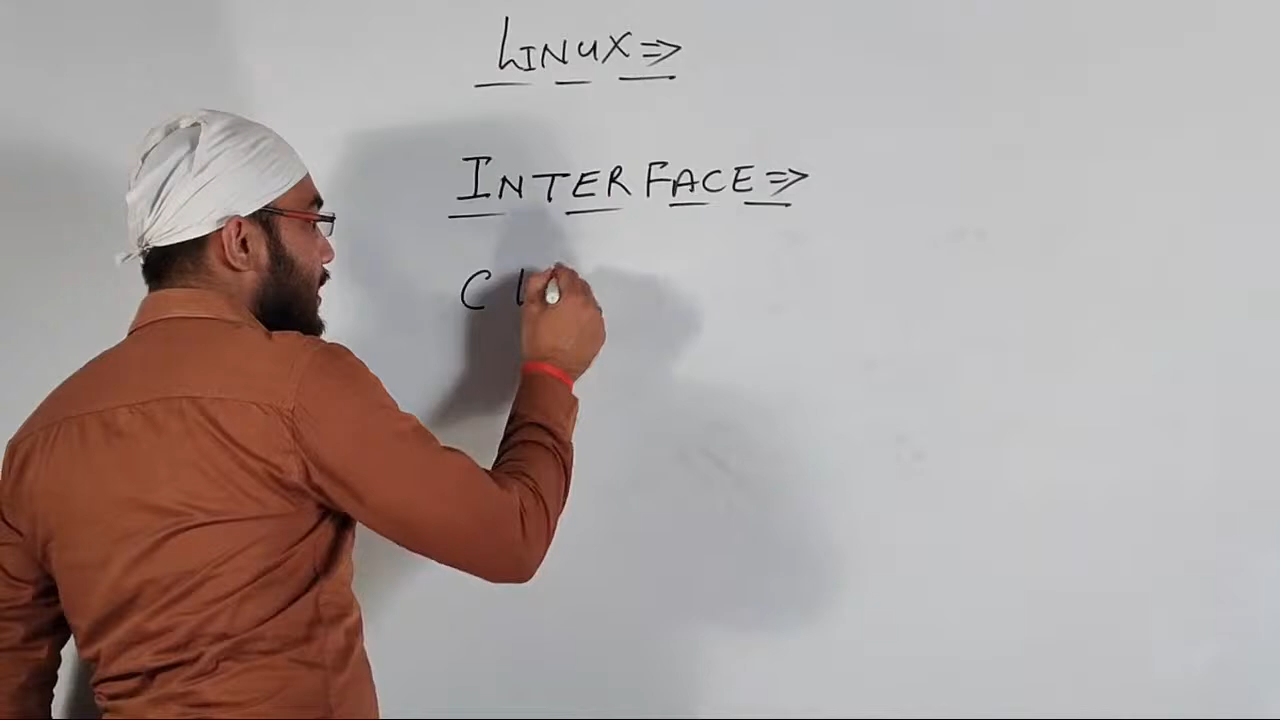 LINUX ⇒
INTERFACE ⇒
C